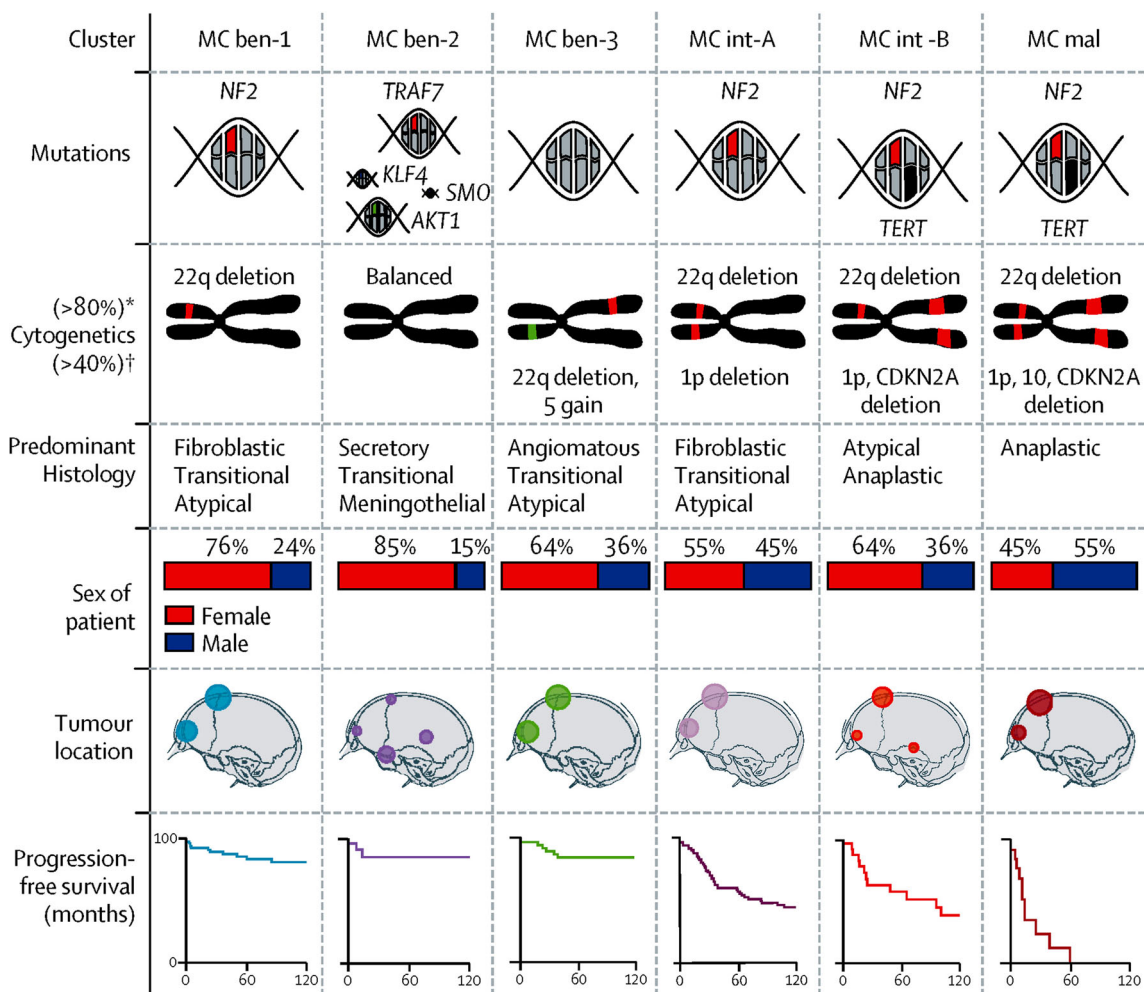 Cluster
MC ben-1
MC ben-2
MC ben-3
MC int-A
MC int -B
MC mal
Mutations
NF2
TRAF7
KLF4
SMO
AKT1
NF2
NF2
TERT
NF2
TERT
(>80%)*
Cytogenetics
(>40%)†
22q deletion
Balanced
22q deletion,
5 gain
22q deletion
1p deletion
22q deletion
1p, CDKN2A
deletion
22q deletion
1p, 10, CDKN2A
deletion
Predominant
Histology
Fibroblastic
Transitional
Atypical
Secretory
Transitional
Meningothelial
Angiomatous
Transitional
Atypical
Fibroblastic
Transitional
Atypical
Atypical
Anaplastic
Anaplastic
Sex of
patient
76% 24%
Female
Male
85% 15%
64% 36%
55% 45%
64% 36%
45% 55%
Tumour
location
Progression-
free survival
(months)
100
0
0 60 120
0 60 120
0 60 120
0 60 120
0 60 120
0 60 120